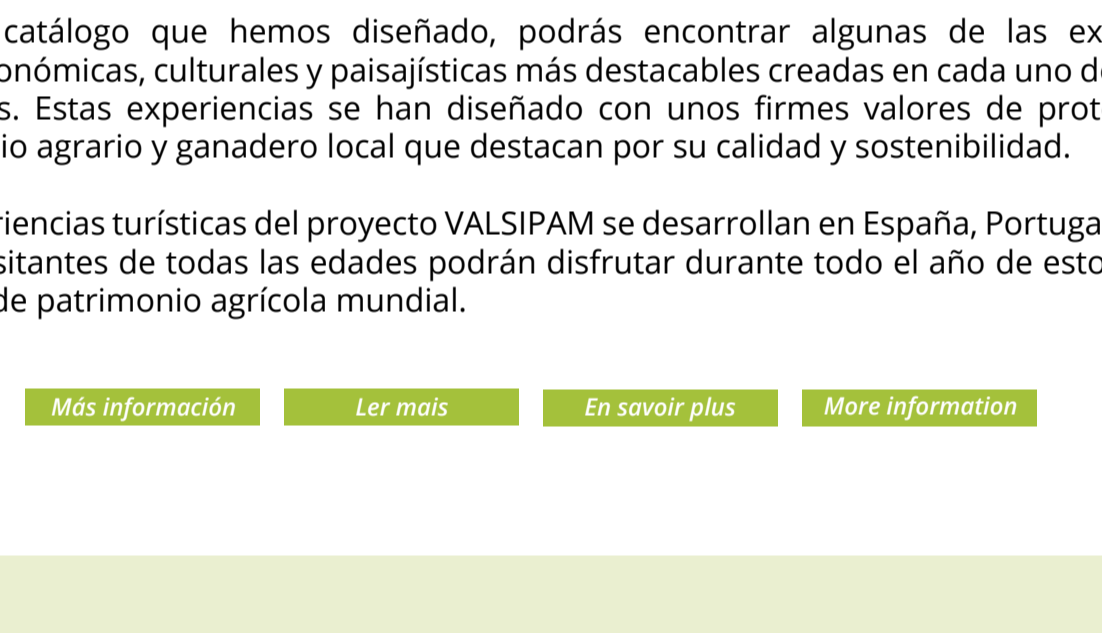 catálogo que hemos diseñado, podrás encontrar algunas de las ex
onómicas, culturales y paisajísticas más destacables creadas en cada uno d
s. Estas experiencias se han diseñado con unos firmes valores de prot
io agrario y ganadero local que destacan por su calidad y sostenibilidad.
riencias turísticas del proyecto VALSIPAM se desarrollan en España, Portuga
sitantes de todas las edades podrán disfrutar durante todo el año de esto
de patrimonio agrícola mundial.
Más información Ler mais En savoir plus More information